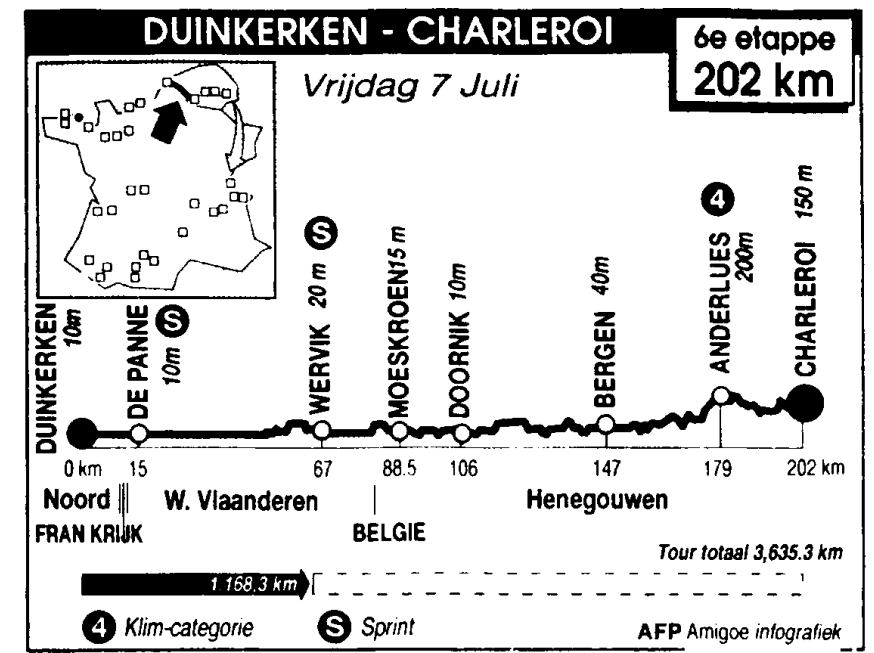 DUINKERKEN - CHARLEROI
6e etappe
202 km
Vrijdag 7 Juli
DUINKERKEN 10m
DE PANNE 10m S
WERVIK 20 m S
MOESKROEN 15 m
DOORNIK 10m
BERGEN 40m
ANDERLUES 200m 4
CHARLEROI 150 m
0 km 15 67 88.5 106 147 179 202 km
Noord W. Vlaanderen Henegouwen
FRAN KRIJK BELGIE
Tour totaal 3,635.3 km
1.168,3 km
4 Klim-categorie S Sprint AFP Amigoe infografiek